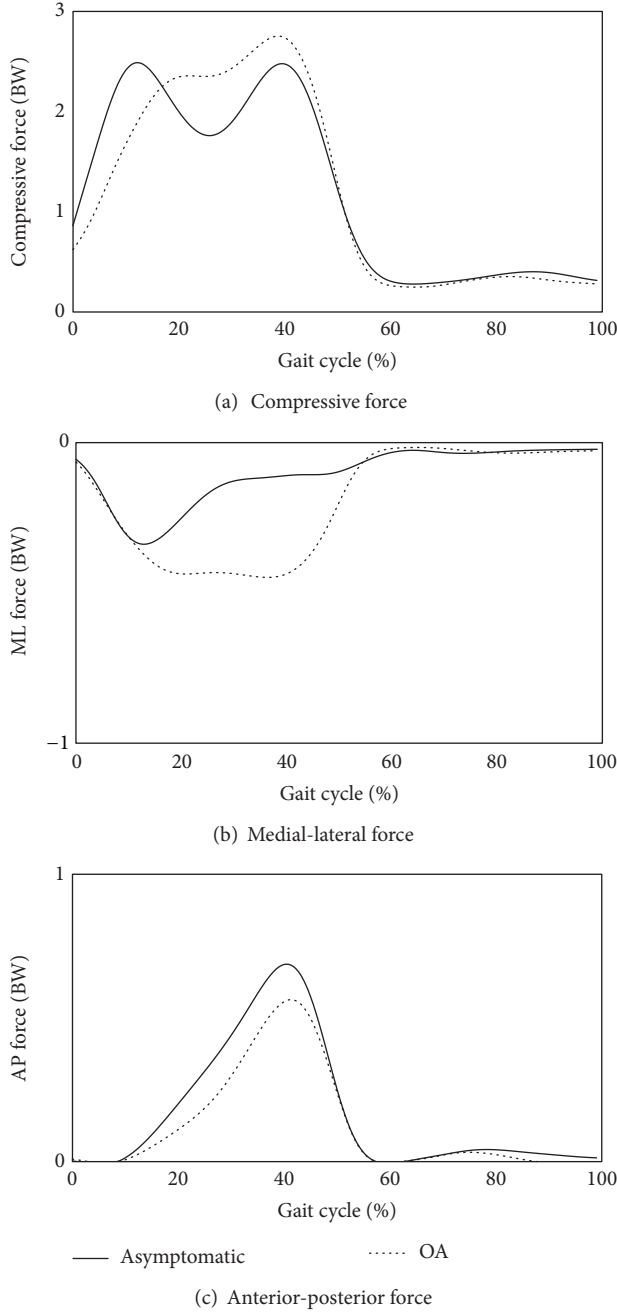 3
2
1
0
Compressive force (BW)
0 20 40 60 80 100
Gait cycle (%)
(a) Compressive force
0
−1
ML force (BW)
0 20 40 60 80 100
Gait cycle (%)
(b) Medial-lateral force
1
0
AP force (BW)
0 20 40 60 80 100
Gait cycle (%)
Asymptomatic OA
(c) Anterior-posterior force